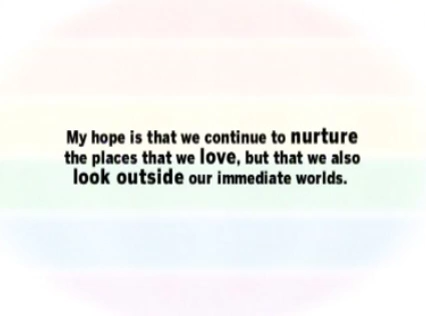 My hope is that we continue to nurture
the places that we love, but that we also
look outside our immediate worlds.